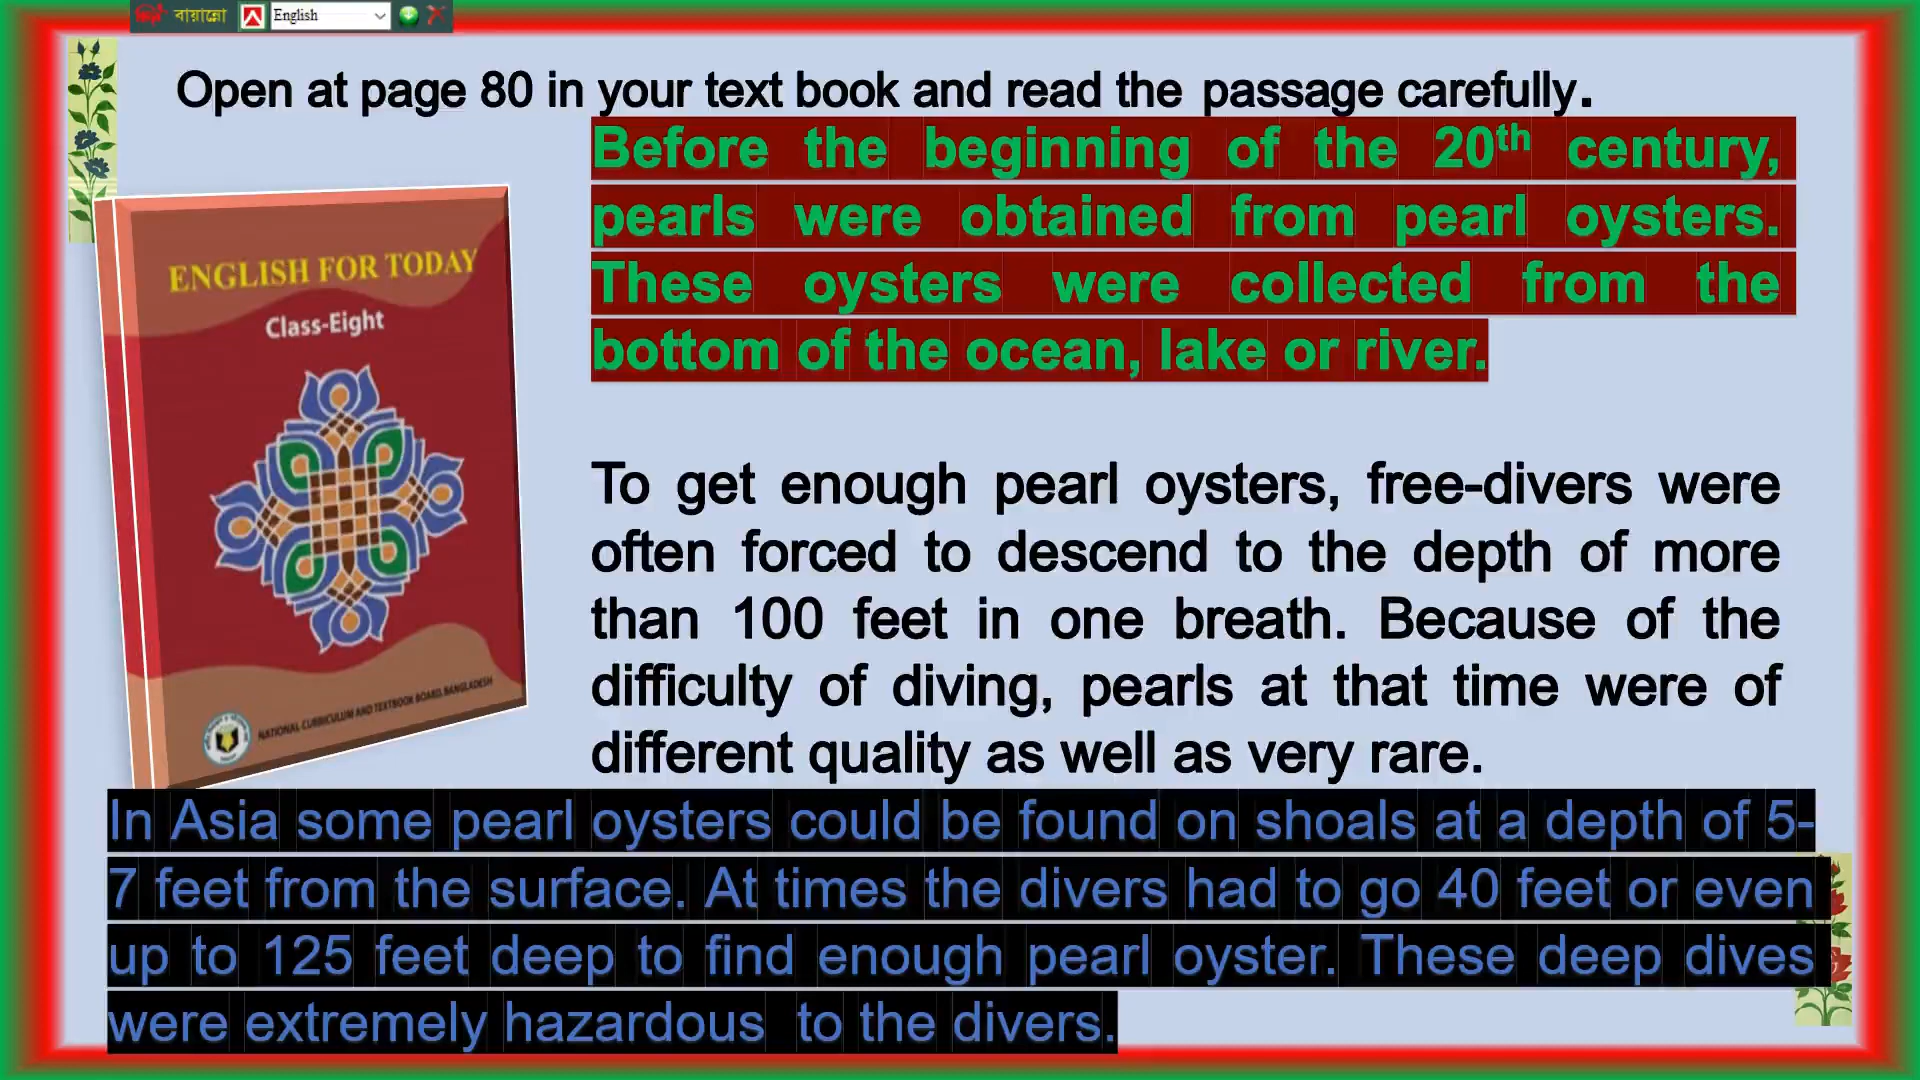 বায়ান্নো English
Open at page 80 in your text book and read the passage carefully.
Before the beginning of the 20th century,
pearls were obtained from pearl oysters.
These oysters were collected from the
bottom of the ocean, lake or river.
ENGLISH FOR TODAY
Class-Eight
NATIONAL CURRICULUM AND TEXTBOOK BOARD, BANGLADESH
To get enough pearl oysters, free-divers were
often forced to descend to the depth of more
than 100 feet in one breath. Because of the
difficulty of diving, pearls at that time were of
different quality as well as very rare.
In Asia some pearl oysters could be found on shoals at a depth of 5-
7 feet from the surface. At times the divers had to go 40 feet or even
up to 125 feet deep to find enough pearl oyster. These deep dives
were extremely hazardous to the divers.